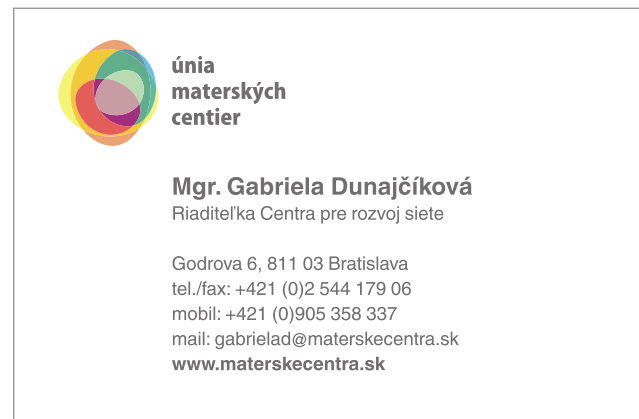 únia
materských
centier
Mgr. Gabriela Dunajčíková
Riaditeľka Centra pre rozvoj siete
Godrova 6, 811 03 Bratislava
tel./fax: +421 (0)2 544 179 06
mobil: +421 (0)905 358 337
mail: gabrielad@materskecentra.sk
www.materskecentra.sk